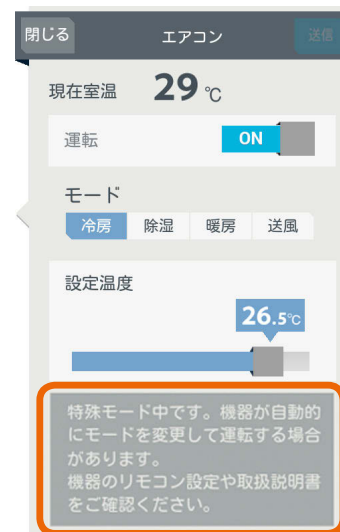 閉じる エアコン 送信
現在室温 29 ℃
運転 ON
モード
冷房 除湿 暖房 送風
設定温度
26.5℃
特殊モード中です。機器が自動的
にモードを変更して運転する場合
があります。
機器のリモコン設定や取扱説明書
をご確認ください。